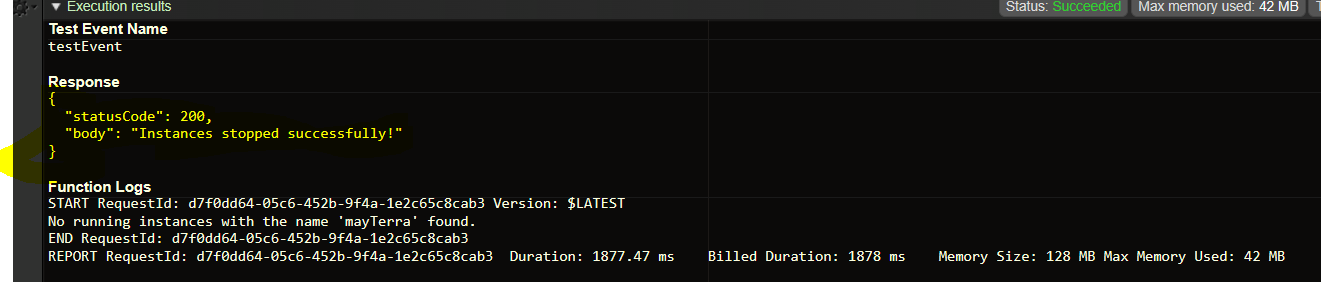 ▼ Execution results
Status: Succeeded
Max memory used: 42 MB
Test Event Name
testEvent
Response
{
"statusCode": 200,
"body": "Instances stopped successfully!"
}
Function Logs
START RequestId: d7f0dd64-05c6-452b-9f4a-1e2c65c8cab3 Version: $LATEST
No running instances with the name 'mayTerra' found.
END RequestId: d7f0dd64-05c6-452b-9f4a-1e2c65c8cab3
REPORT RequestId: d7f0dd64-05c6-452b-9f4a-1e2c65c8cab3 Duration: 1877.47 ms Billed Duration: 1878 ms Memory Size: 128 MB Max Memory Used: 42 MB